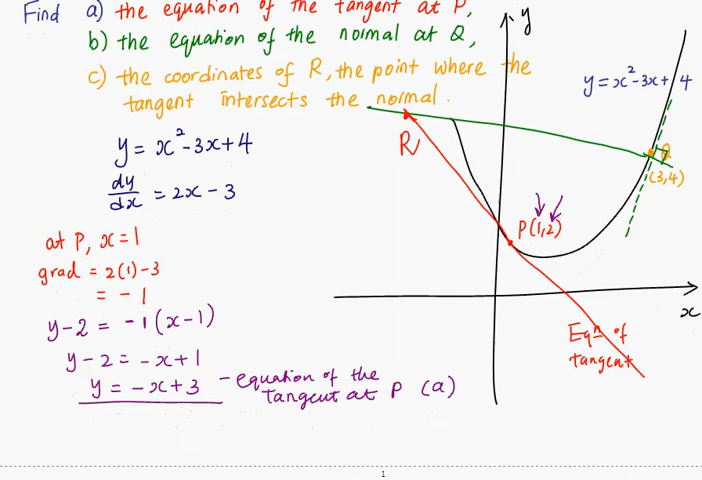 Find a) the equation of the tangent at P,
b) the equation of the normal at Q,
c) the coordinates of R, the point where the
tangent intersects the normal.
y = x² - 3x + 4
dy/dx = 2x - 3
at P, x = 1
grad = 2(1) - 3
= -1
y - 2 = -1(x - 1)
y - 2 = -x + 1
y = -x + 3 - equation of the
tangent at P (a)
y
y = x² - 3x + 4
R
Q
(3,4)
P(1,2)
x
Eqn of
tangent
1